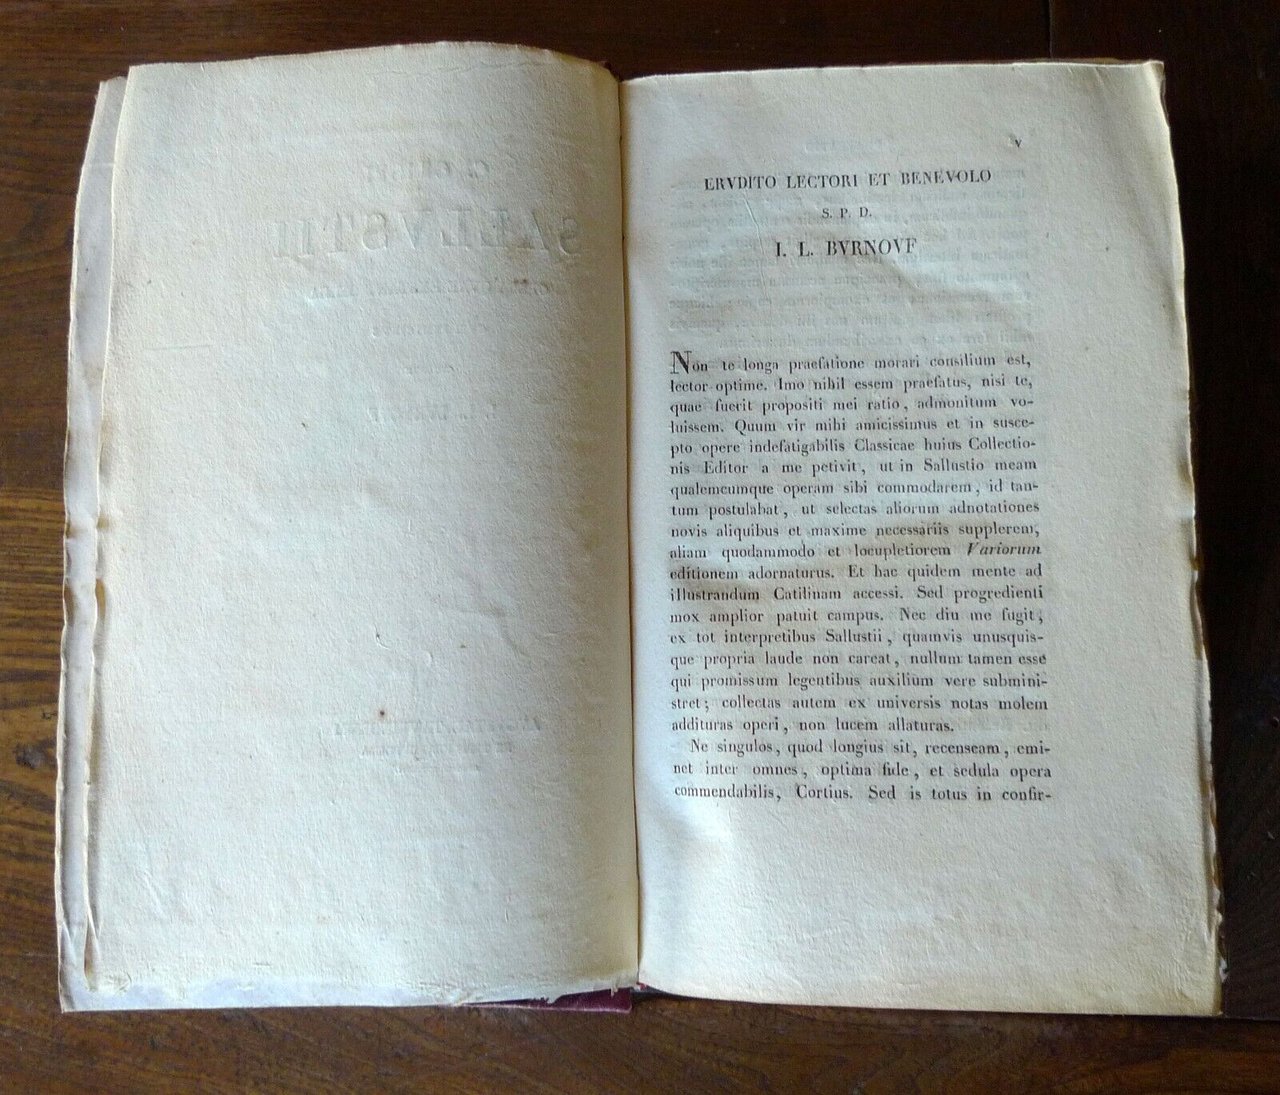 v
ERVDITO LECTORI ET BENEVOLO
S. P. D.
I. L. BVRNOVF
Non te longa praefatione morari consilium est,
lector optime. Imo nihil essem praefatus, nisi te,
quae fuerit propositi mei ratio, admonitum vo-
luissem. Quum vir mihi amicissimus et in susce-
pto opere indefatigabilis Classicae huius Collectio-
nis Editor a me petivit, ut in Sallustio meam
qualemcumque operam sibi commodarem, id tan-
tum postulabat, ut selectas aliorum adnotationes
novis aliquibus et maxime necessariis supplerem,
aliam quodammodo et locupletiorem Variorum
editionem adornaturus. Et hac quidem mente ad
illustrandum Catilinam accessi. Sed progredienti
mox amplior patuit campus. Nec diu me fugit,
ex tot interpretibus Sallustii, quamvis unusquis-
que propria laude non careat, nullum tamen esse
qui promissum legentibus auxilium vere submini-
stret; collectas autem ex universis notas molem
addituras operi, non lucem allaturas.
Ne singulos, quod longius sit, recenseam, emi-
net inter omnes, optima fide, et sedula opera
commendabilis, Cortius. Sed is totus in confir-